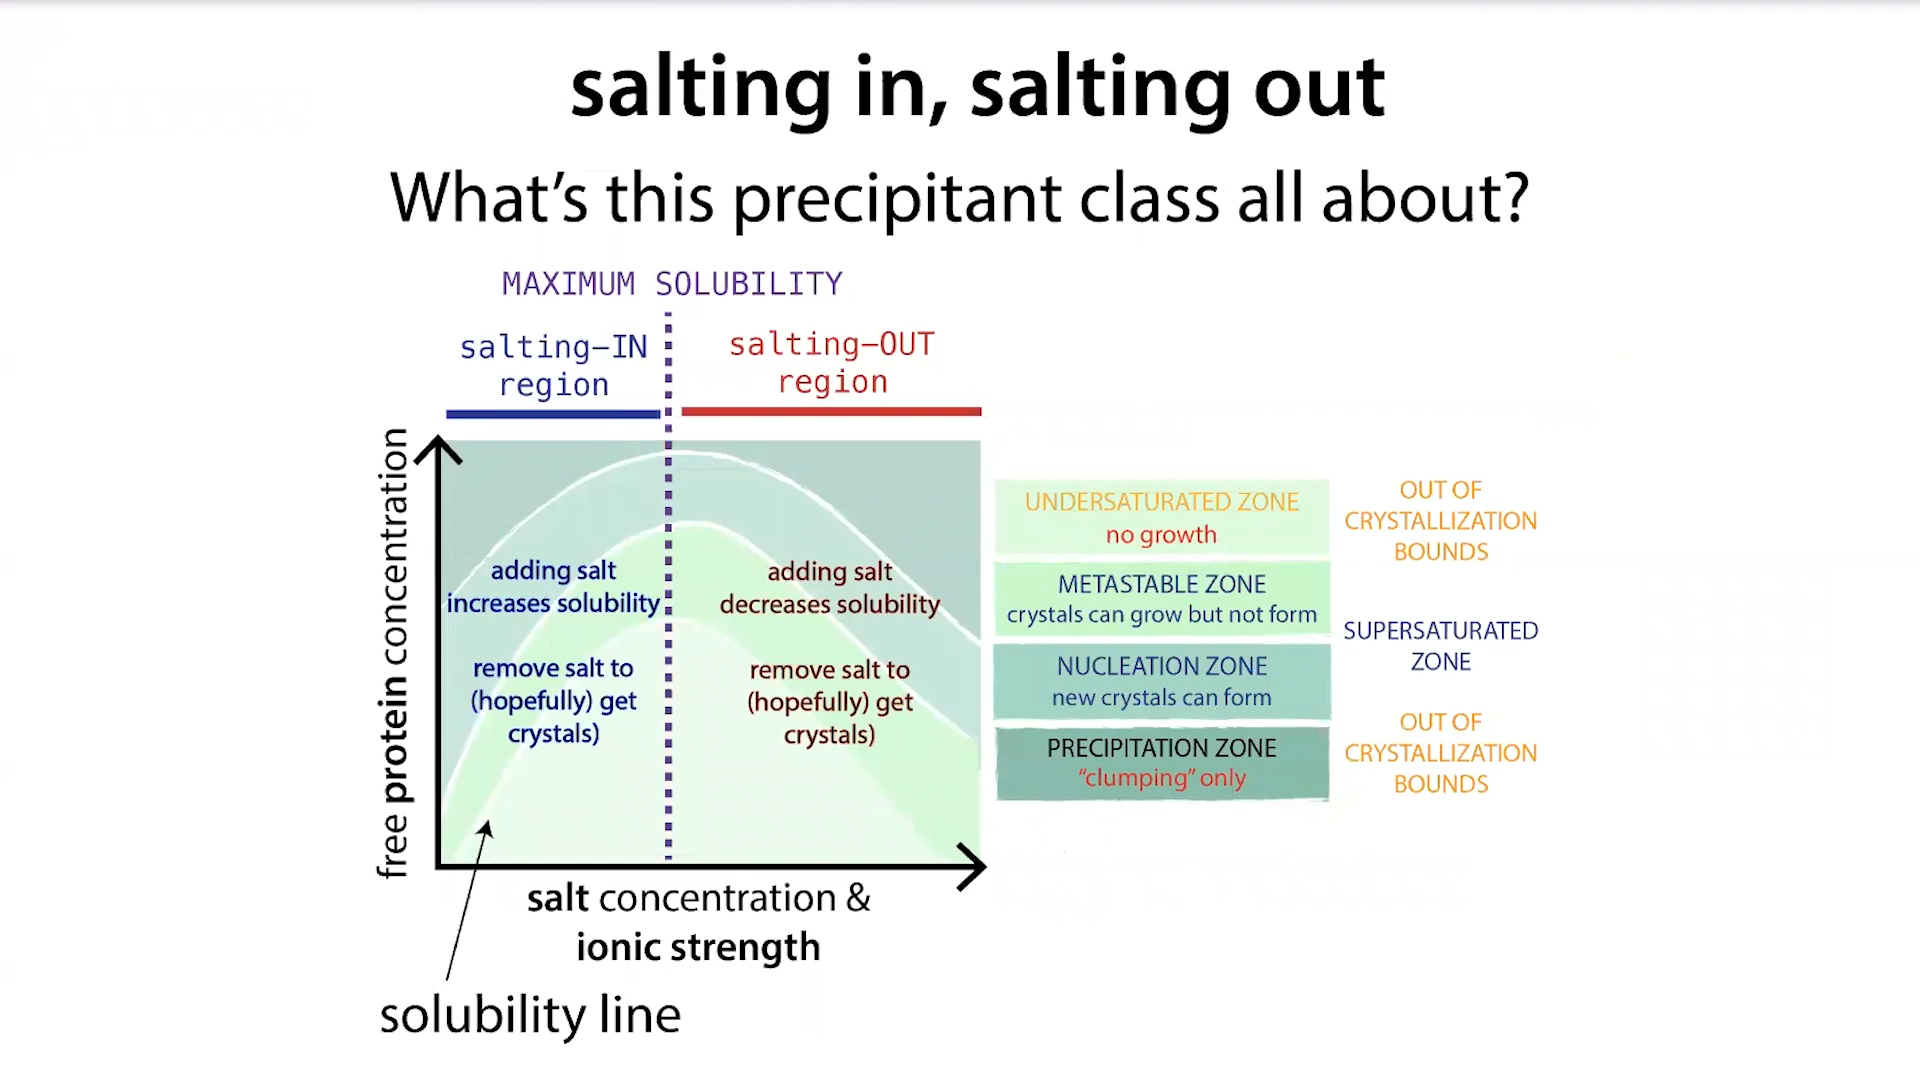 salting in, salting out
What's this precipitant class all about?
MAXIMUM SOLUBILITY
salting-IN
region
salting-OUT
region
free protein concentration
adding salt
increases solubility
remove salt to
(hopefully) get
crystals)
adding salt
decreases solubility
remove salt to
(hopefully) get
crystals)
salt concentration &
ionic strength
solubility line
UNDERSATURATED ZONE
no growth
METASTABLE ZONE
crystals can grow but not form
NUCLEATION ZONE
new crystals can form
PRECIPITATION ZONE
“clumping” only
OUT OF
CRYSTALLIZATION
BOUNDS
SUPERSATURATED
ZONE
OUT OF
CRYSTALLIZATION
BOUNDS